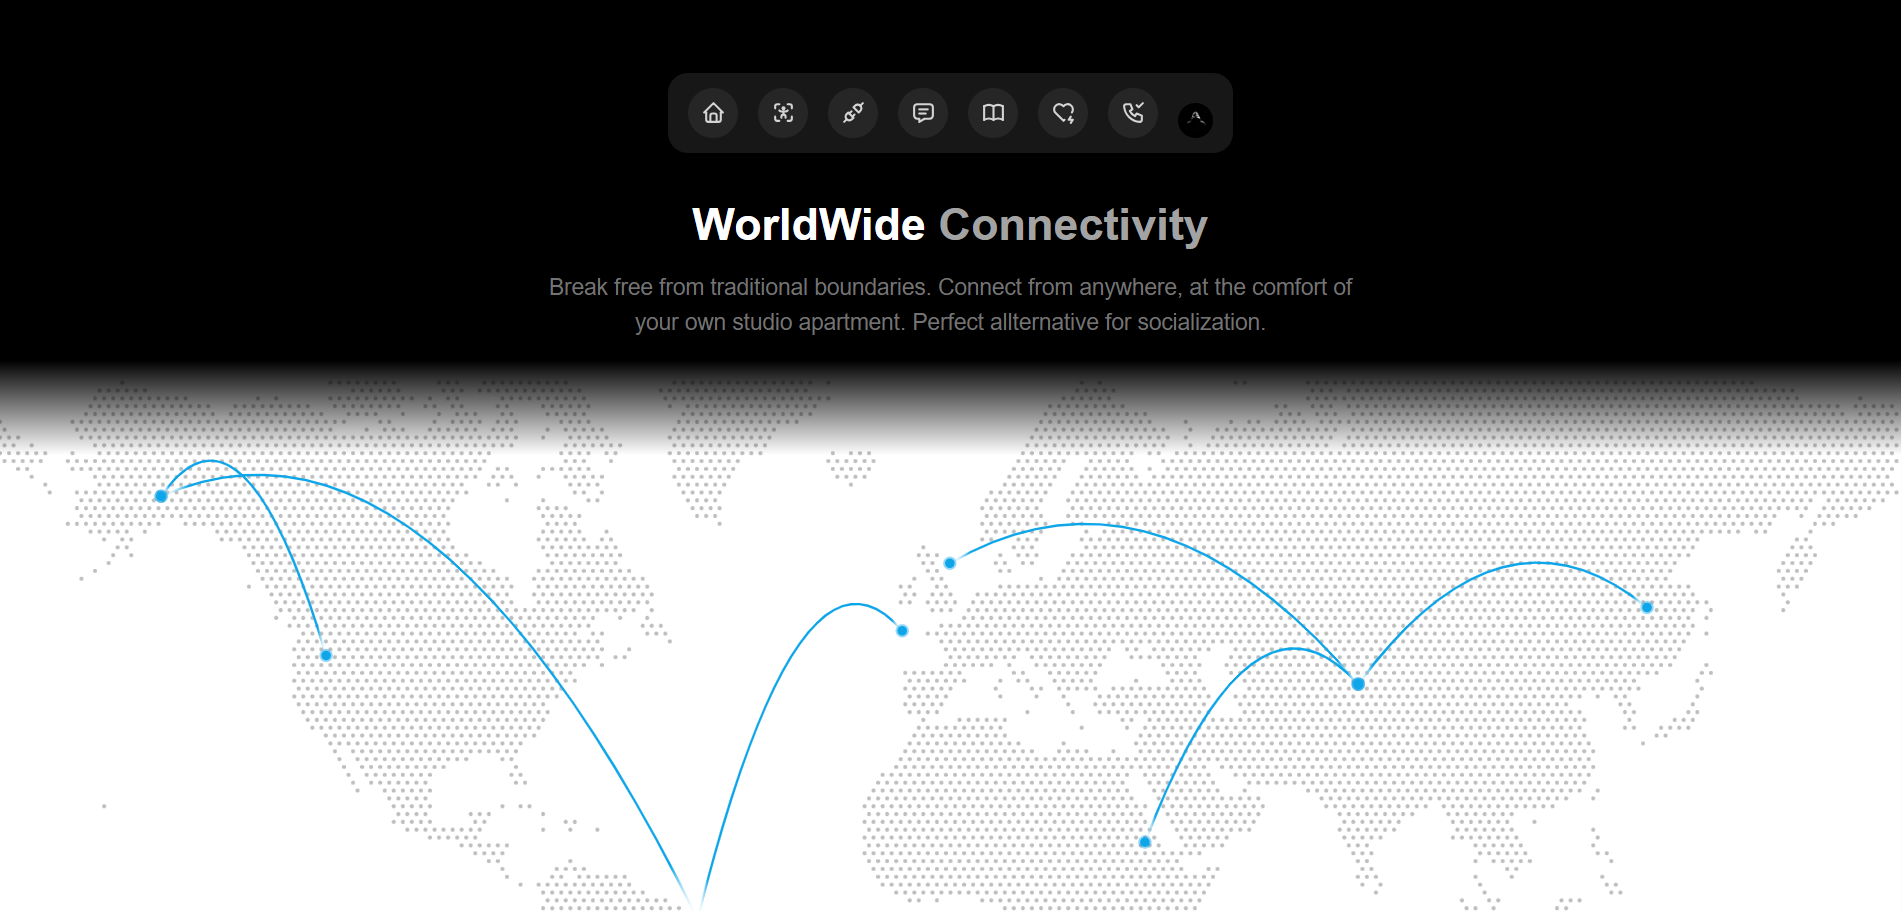 WorldWide Connectivity
Break free from traditional boundaries. Connect from anywhere, at the comfort of
your own studio apartment. Perfect allternative for socialization.